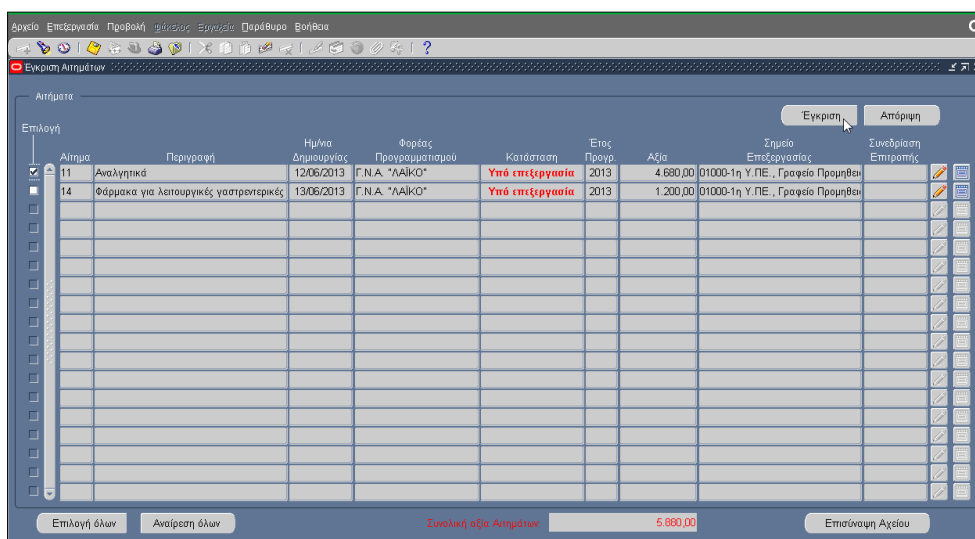 Αρχείο Επεξεργασία Προβολή Φάκελος Εργαλεία Παράθυρο Βοήθεια
Έγκριση Αιτημάτων
Αιτήματα
Έγκριση Απόριψη
Επιλογή
Ημ/νια Φορέας Έτος Σημείο Συνεδρίαση
Αίτημα Περιγραφή Δημιουργίας Προγραμματισμού Κατάσταση Προγρ. Αξία Επεξεργασίας Επιτροπής
11 Αναλγητικά 12/06/2013 Γ.Ν.Α. "ΛΑΪΚΟ" Υπό επεξεργασία 2013 4.680,00 01000-1η Υ.ΠΕ., Γραφείο Προμηθει
14 Φάρμακα για λειτουργικές γαστρεντερικές 13/06/2013 Γ.Ν.Α. "ΛΑΪΚΟ" Υπό επεξεργασία 2013 1.200,00 01000-1η Υ.ΠΕ., Γραφείο Προμηθει
Επιλογή όλων Αναίρεση όλων Συνολική αξία Αιτημάτων: 5.880,00 Επισύναψη Αχείου